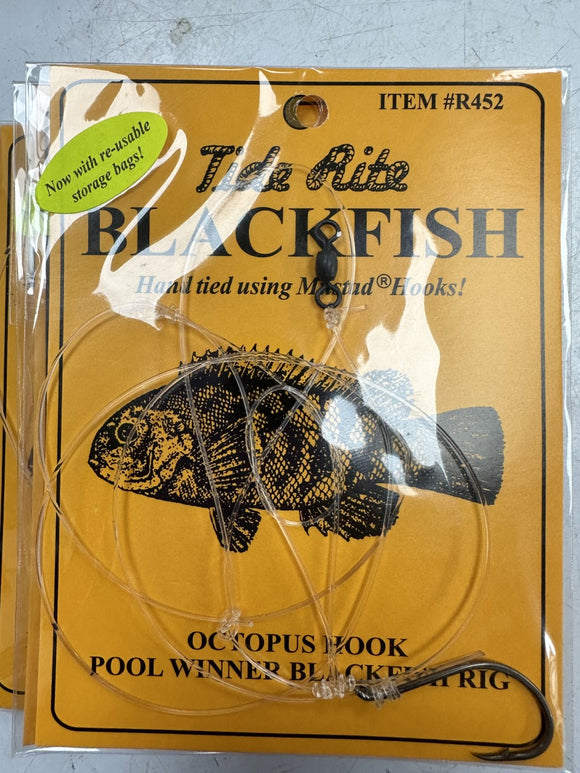 ITEM #R452
Now with re-usable
storage bags!
Tide Rite
BLACKFISH
Hand tied using Mustad® Hooks!
OCTOPUS HOOK
POOL WINNER BLACKFISH RIG